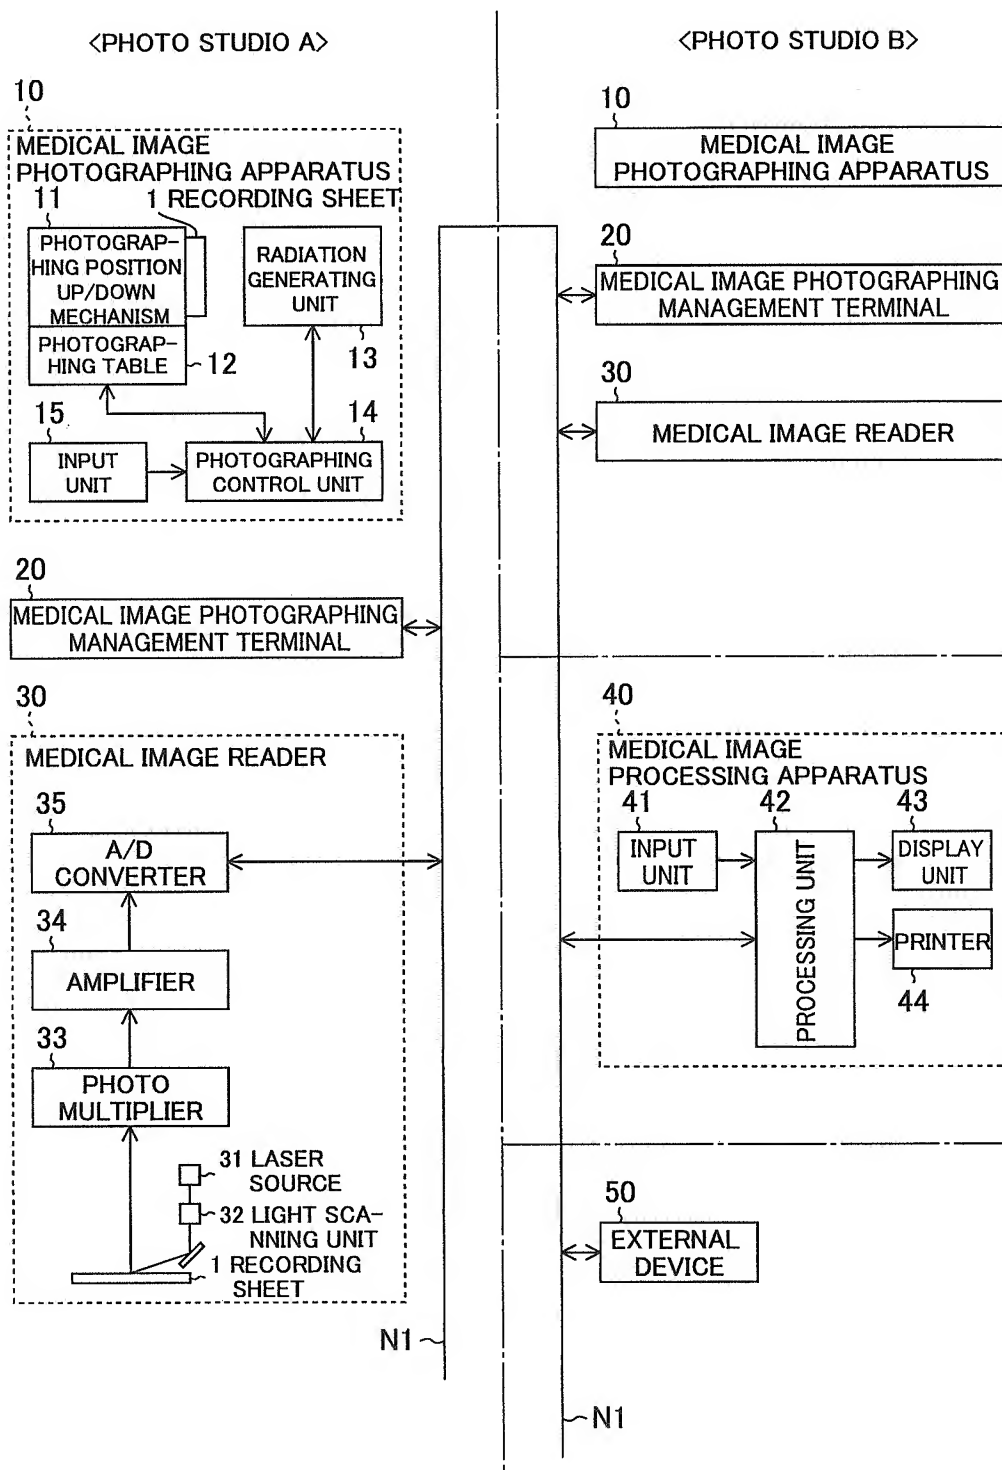 <PHOTO STUDIO A>
10
MEDICAL IMAGE
PHOTOGRAPHING APPARATUS
11
1 RECORDING SHEET
PHOTOGRAP-
HING POSITION
UP/DOWN
MECHANISM
PHOTOGRAP-
HING TABLE
12
RADIATION
GENERATING
UNIT
13
15
INPUT
UNIT
14
PHOTOGRAPHING
CONTROL UNIT
20
MEDICAL IMAGE PHOTOGRAPHING
MANAGEMENT TERMINAL
30
MEDICAL IMAGE READER
35
A/D
CONVERTER
34
AMPLIFIER
33
PHOTO
MULTIPLIER
31 LASER
SOURCE
32 LIGHT SCA-
NNING UNIT
1 RECORDING
SHEET
N1
<PHOTO STUDIO B>
10
MEDICAL IMAGE
PHOTOGRAPHING APPARATUS
20
MEDICAL IMAGE PHOTOGRAPHING
MANAGEMENT TERMINAL
30
MEDICAL IMAGE READER
40
MEDICAL IMAGE
PROCESSING APPARATUS
41
INPUT
UNIT
42
PROCESSING UNIT
43
DISPLAY
UNIT
PRINTER
44
50
EXTERNAL
DEVICE
N1